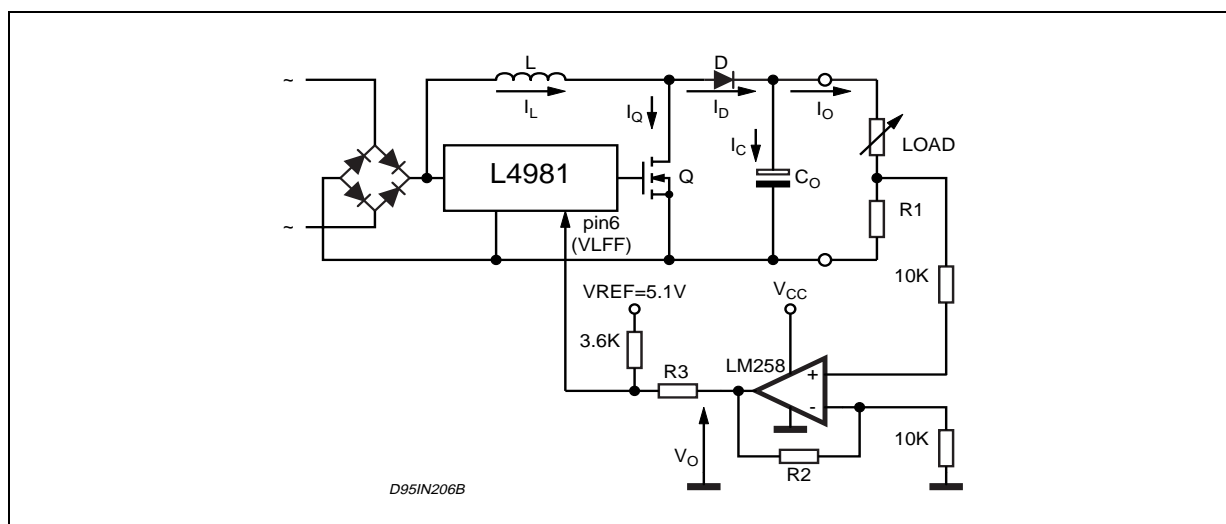 L
D
~
I_L
I_Q
I_D
I_O
I_C
LOAD
L4981
Q
C_O
R1
~
pin6
(VLFF)
10K
VREF=5.1V
V_CC
3.6K
LM258
R3
+
-
10K
V_O
R2
D95IN206B